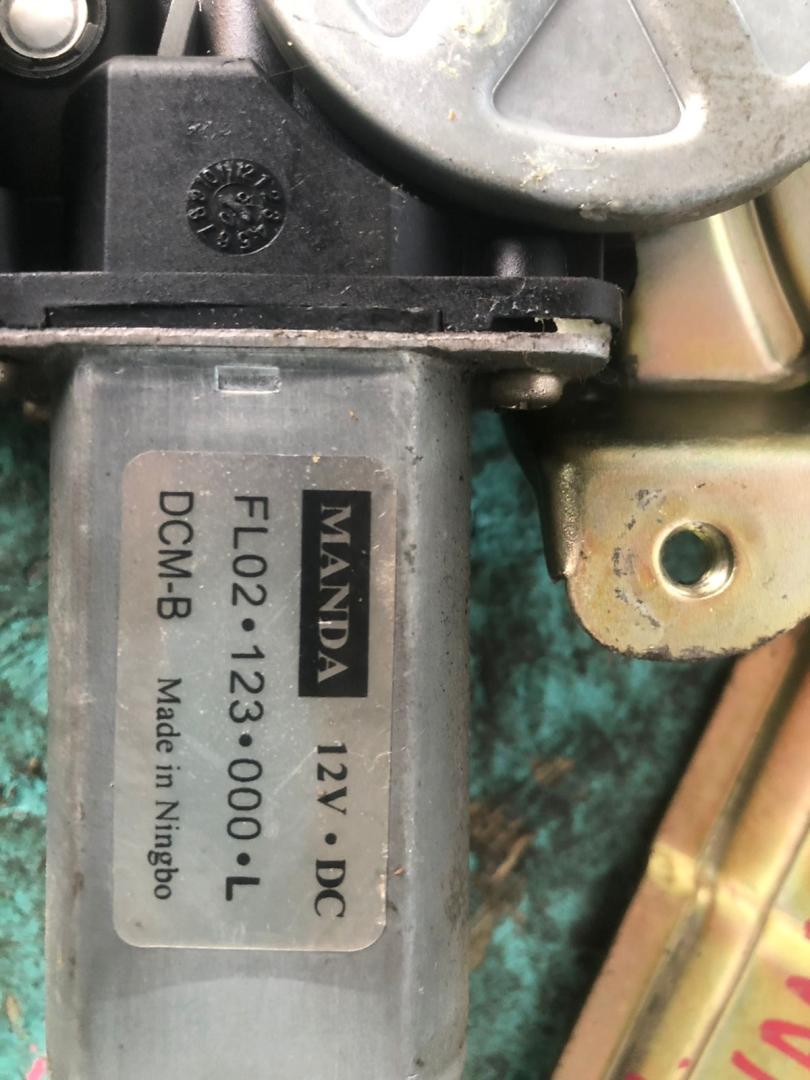 MANDA 12V•DC
FL02•123•000•L
DCM-B Made in Ningbo